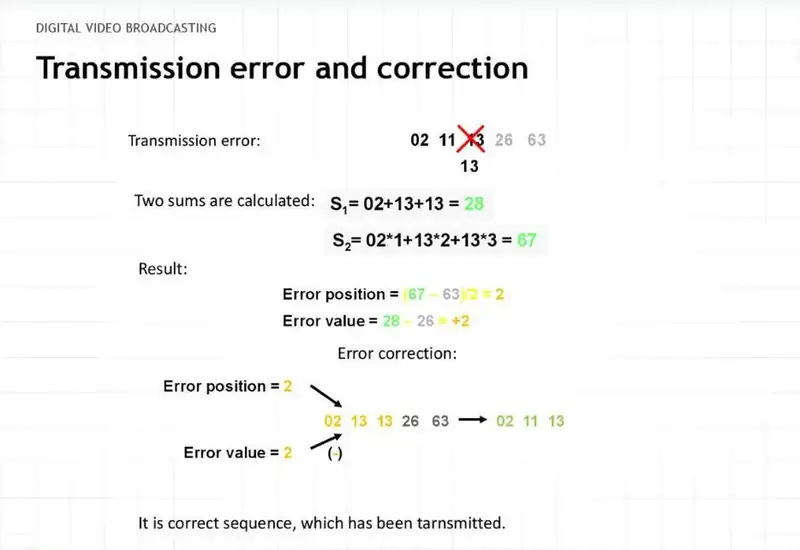 DIGITAL VIDEO BROADCASTING
Transmission error and correction
Transmission error: 02 11 13 26 63
13
Two sums are calculated: S1= 02+13+13 = 28
S2= 02*1+13*2+13*3 = 67
Result:
Error position = (67 – 63)/2 = 2
Error value = 28 – 26 = +2
Error correction:
Error position = 2
02 13 13 26 63 → 02 11 13
Error value = 2 (-)
It is correct sequence, which has been tarnsmitted.